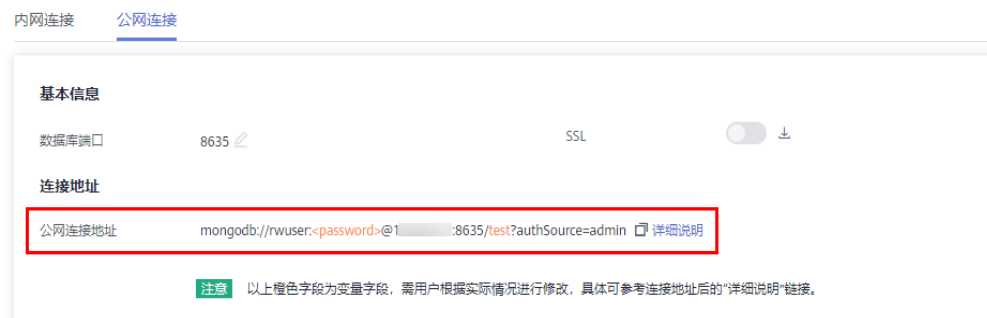 内网连接 公网连接
基本信息
数据库端口 8635 SSL
连接地址
公网连接地址 mongodb://rwuser:<password>@1 :8635/test?authSource=admin 详细说明
注意 以上橙色字段为变量字段，需用户根据实际情况进行修改，具体可参考连接地址后的“详细说明”链接。